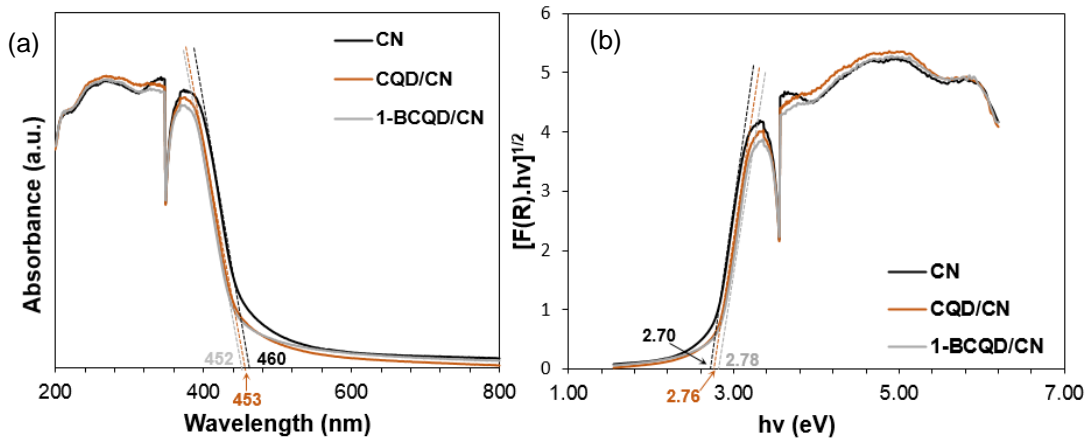 (a)
Absorbance (a.u.)
CN
CQD/CN
1-BCQD/CN
452
460
453
200
400
600
800
Wavelength (nm)
(b)
[F(R).hv]1/2
6
5
4
3
2
1
0
CN
CQD/CN
1-BCQD/CN
2.70
2.78
2.76
1.00
3.00
5.00
7.00
hv (eV)